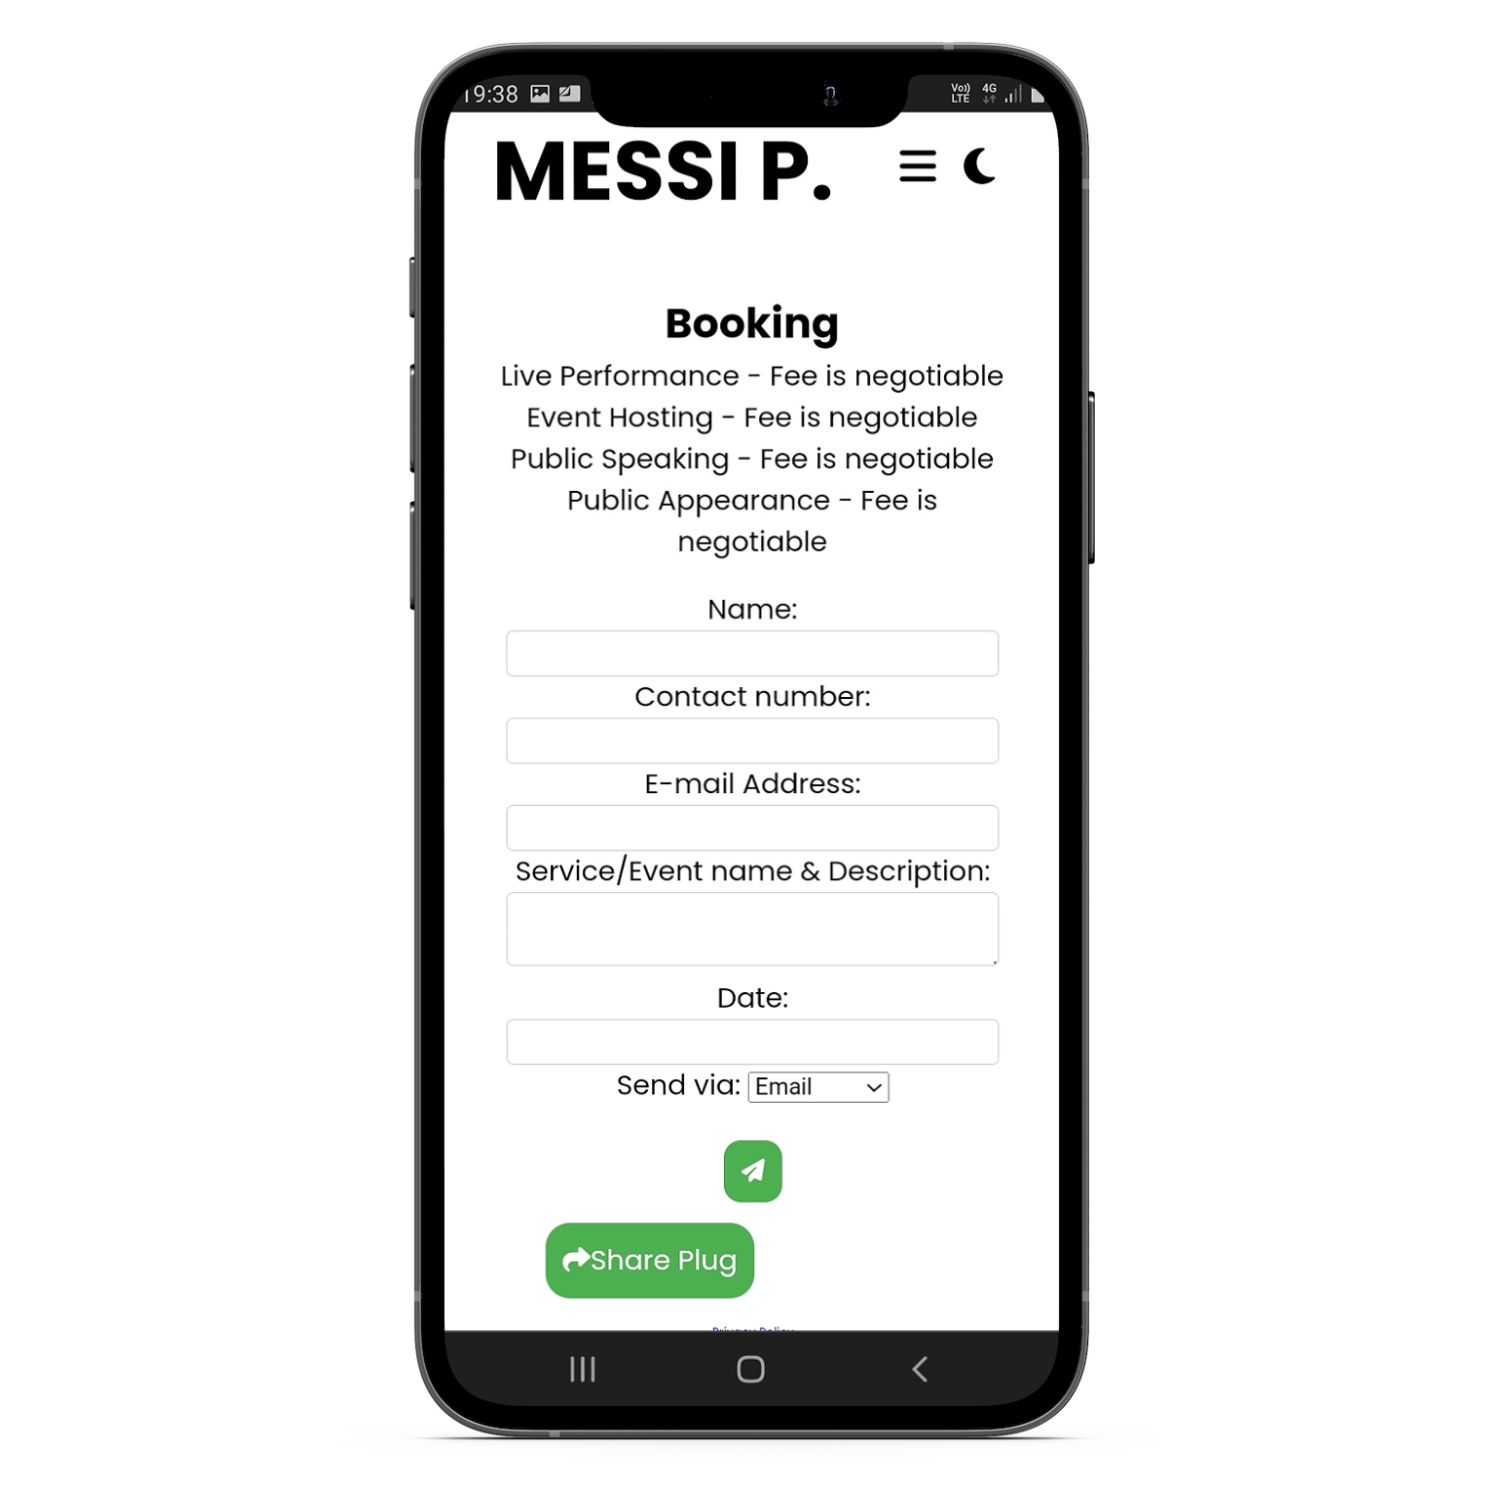 19:38
Vo))
LTE
4G
MESSI P.
Booking
Live Performance - Fee is negotiable
Event Hosting - Fee is negotiable
Public Speaking - Fee is negotiable
Public Appearance - Fee is
negotiable
Name:
Contact number:
E-mail Address:
Service/Event name & Description:
Date:
Send via: Email
Share Plug
Privacy Policy